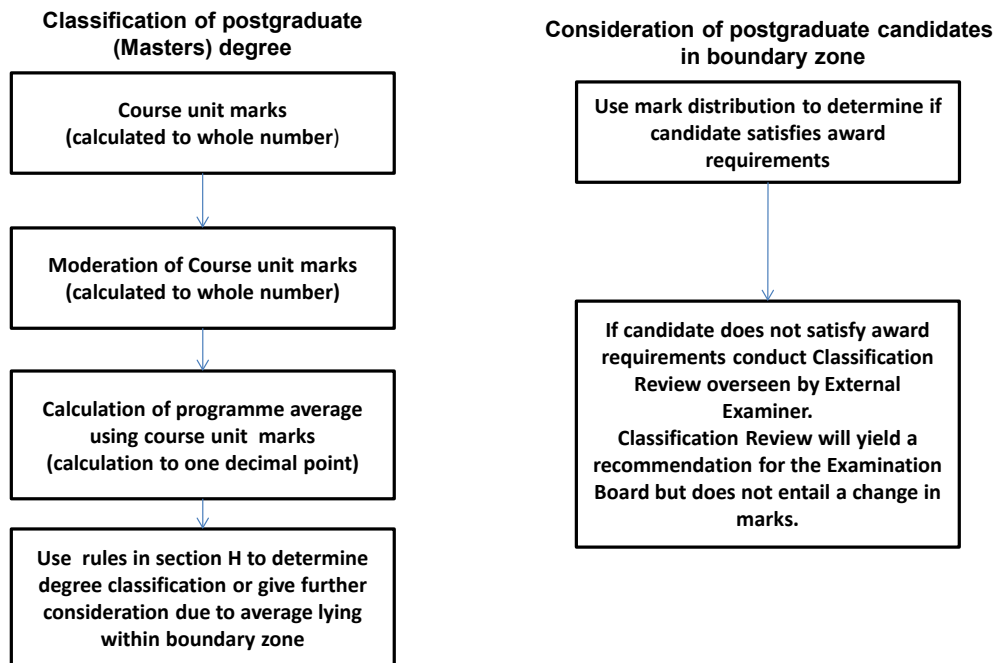 Classification of postgraduate
(Masters) degree
Course unit marks
(calculated to whole number)
Moderation of Course unit marks
(calculated to whole number)
Calculation of programme average
using course unit marks
(calculation to one decimal point)
Use rules in section H to determine
degree classification or give further
consideration due to average lying
within boundary zone
Consideration of postgraduate candidates
in boundary zone
Use mark distribution to determine if
candidate satisfies award
requirements
If candidate does not satisfy award
requirements conduct Classification
Review overseen by External
Examiner.
Classification Review will yield a
recommendation for the Examination
Board but does not entail a change in
marks.